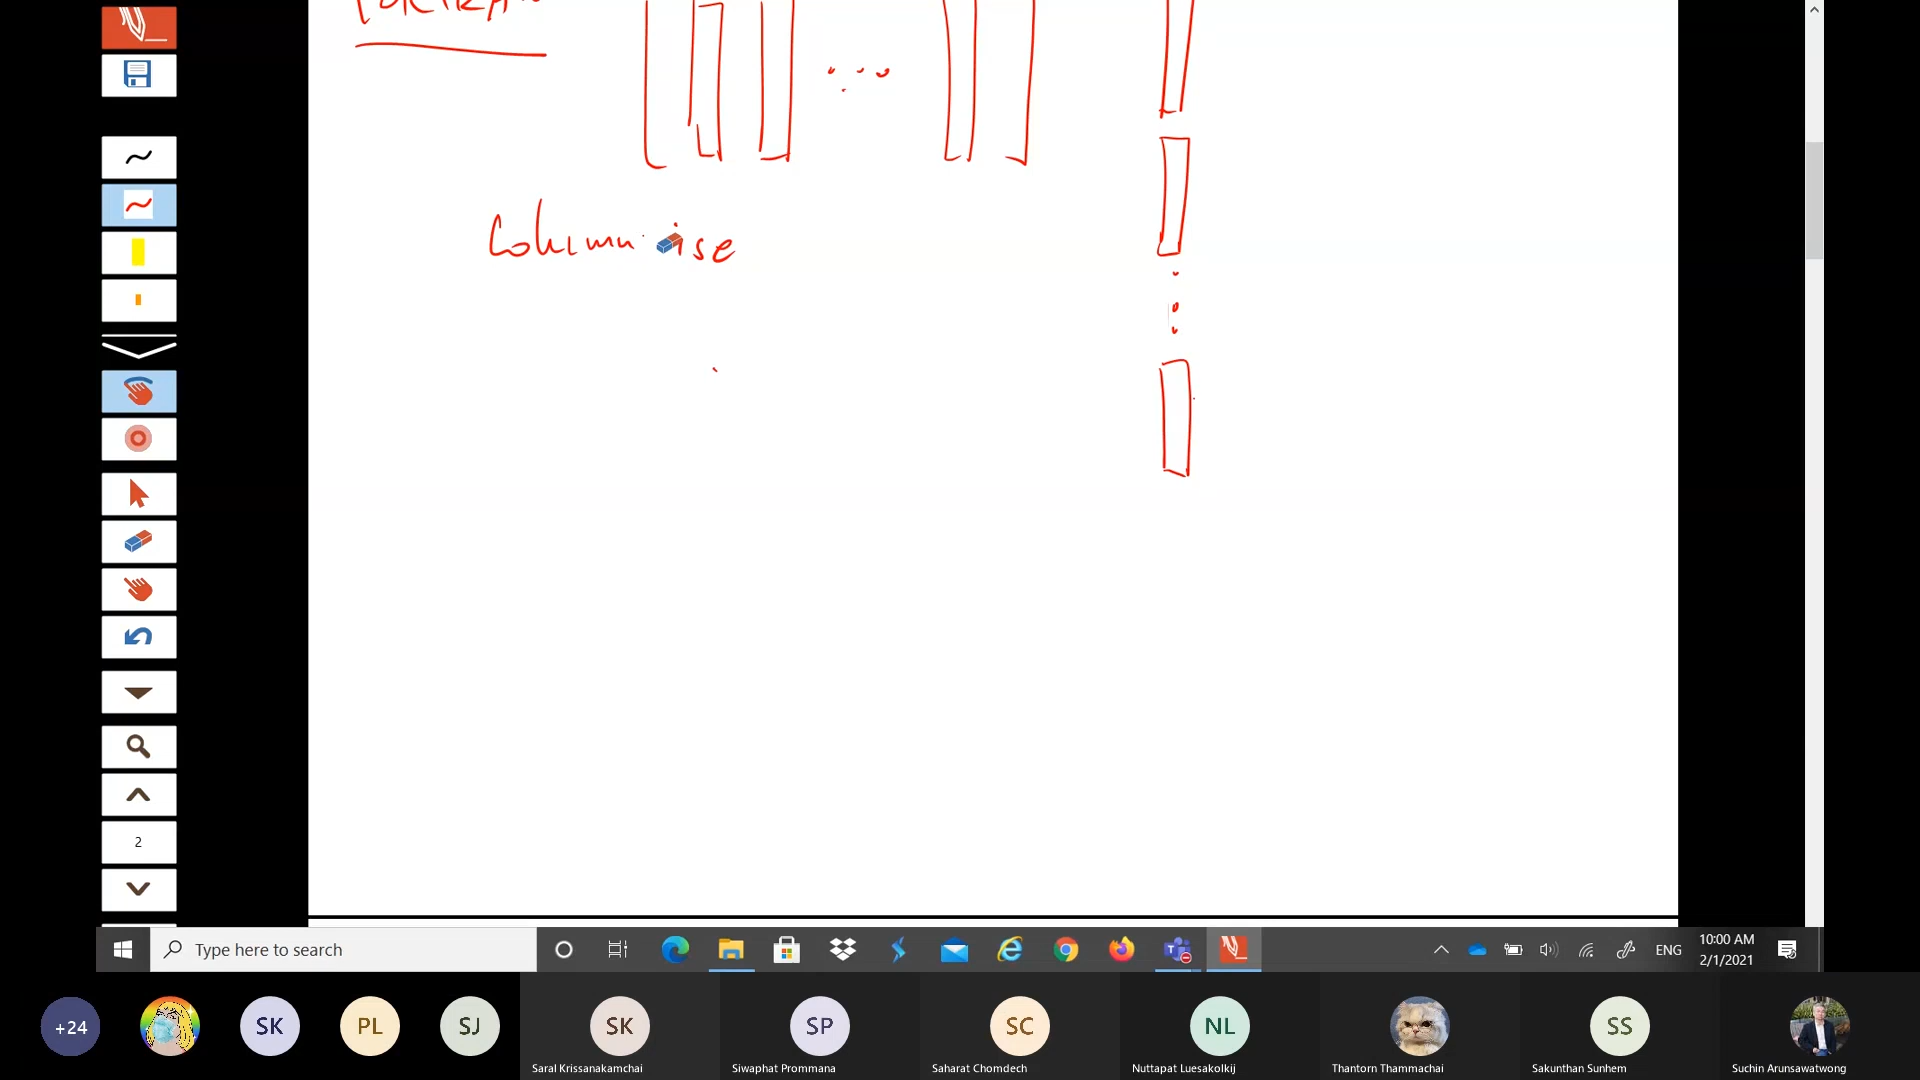 Column ise
2
Type here to search
ENG
10:00 AM
2/1/2021
+24
SK
PL
SJ
SK
SP
SC
NL
SS
Saral Krissanakamchai
Siwaphat Prommana
Saharat Chomdech
Nuttapat Luesakolkij
Thantorn Thammachai
Sakunthan Sunhem
Suchin Arunsawatwong